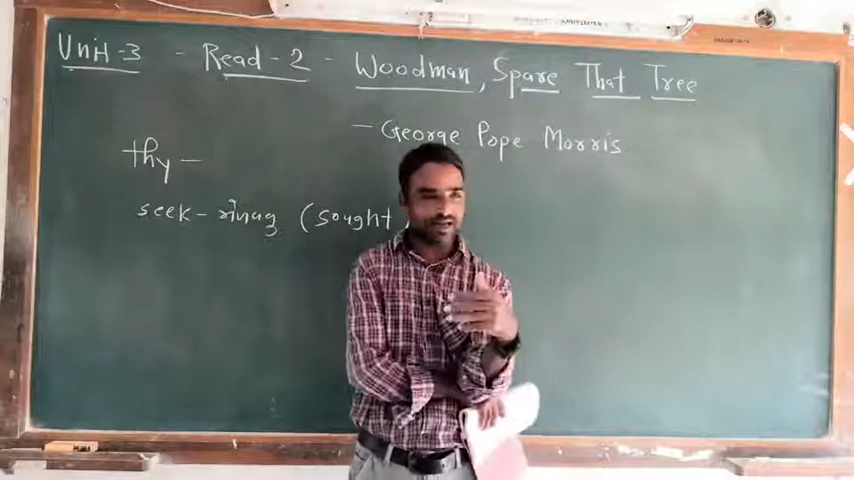 Unit-3 - Read-2 - Woodman, Spare That Tree
- George Pope Morris
thy -
seek - શોધવું (sought